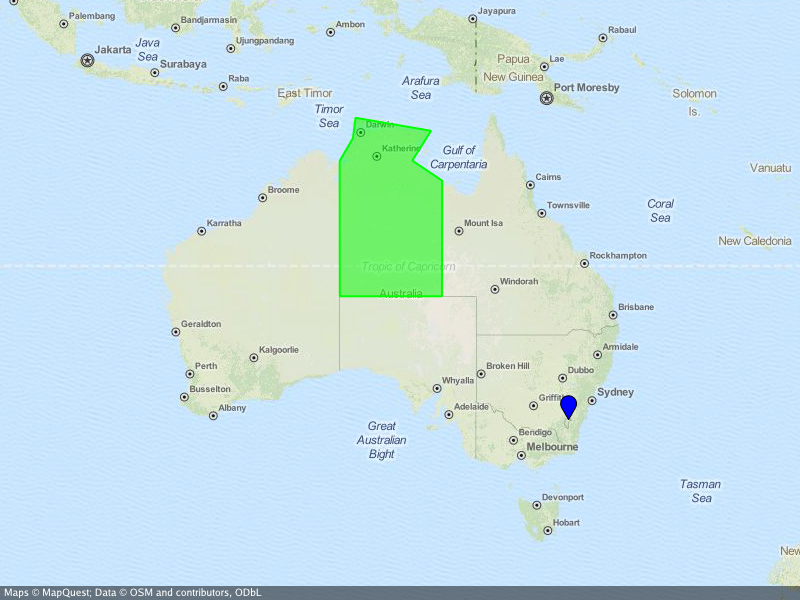 Jayapura
Palembang
Bandjarmasin
Ambon
Rabaul
Ujungpandang
Java
Sea
Jakarta
Surabaya
Raba
Arafura
Sea
Papua
New Guinea
Lae
Port Moresby
East Timor
Solomon
Is.
Timor
Sea
Darwin
Katherine
Gulf of
Carpentaria
Vanuatu
Cairns
Broome
Townsville
Coral
Sea
Karratha
Mount Isa
New Caledonia
Rockhampton
Tropic of Capricorn
Windorah
Australia
Brisbane
Geraldton
Armidale
Kalgoorlie
Perth
Broken Hill
Dubbo
Busselton
Whyalla
Sydney
Griffith
Albany
Adelaide
Great
Australian
Bight
Bendigo
Melbourne
Tasman
Sea
Devonport
Hobart
New
Maps © MapQuest; Data © OSM and contributors, ODbL